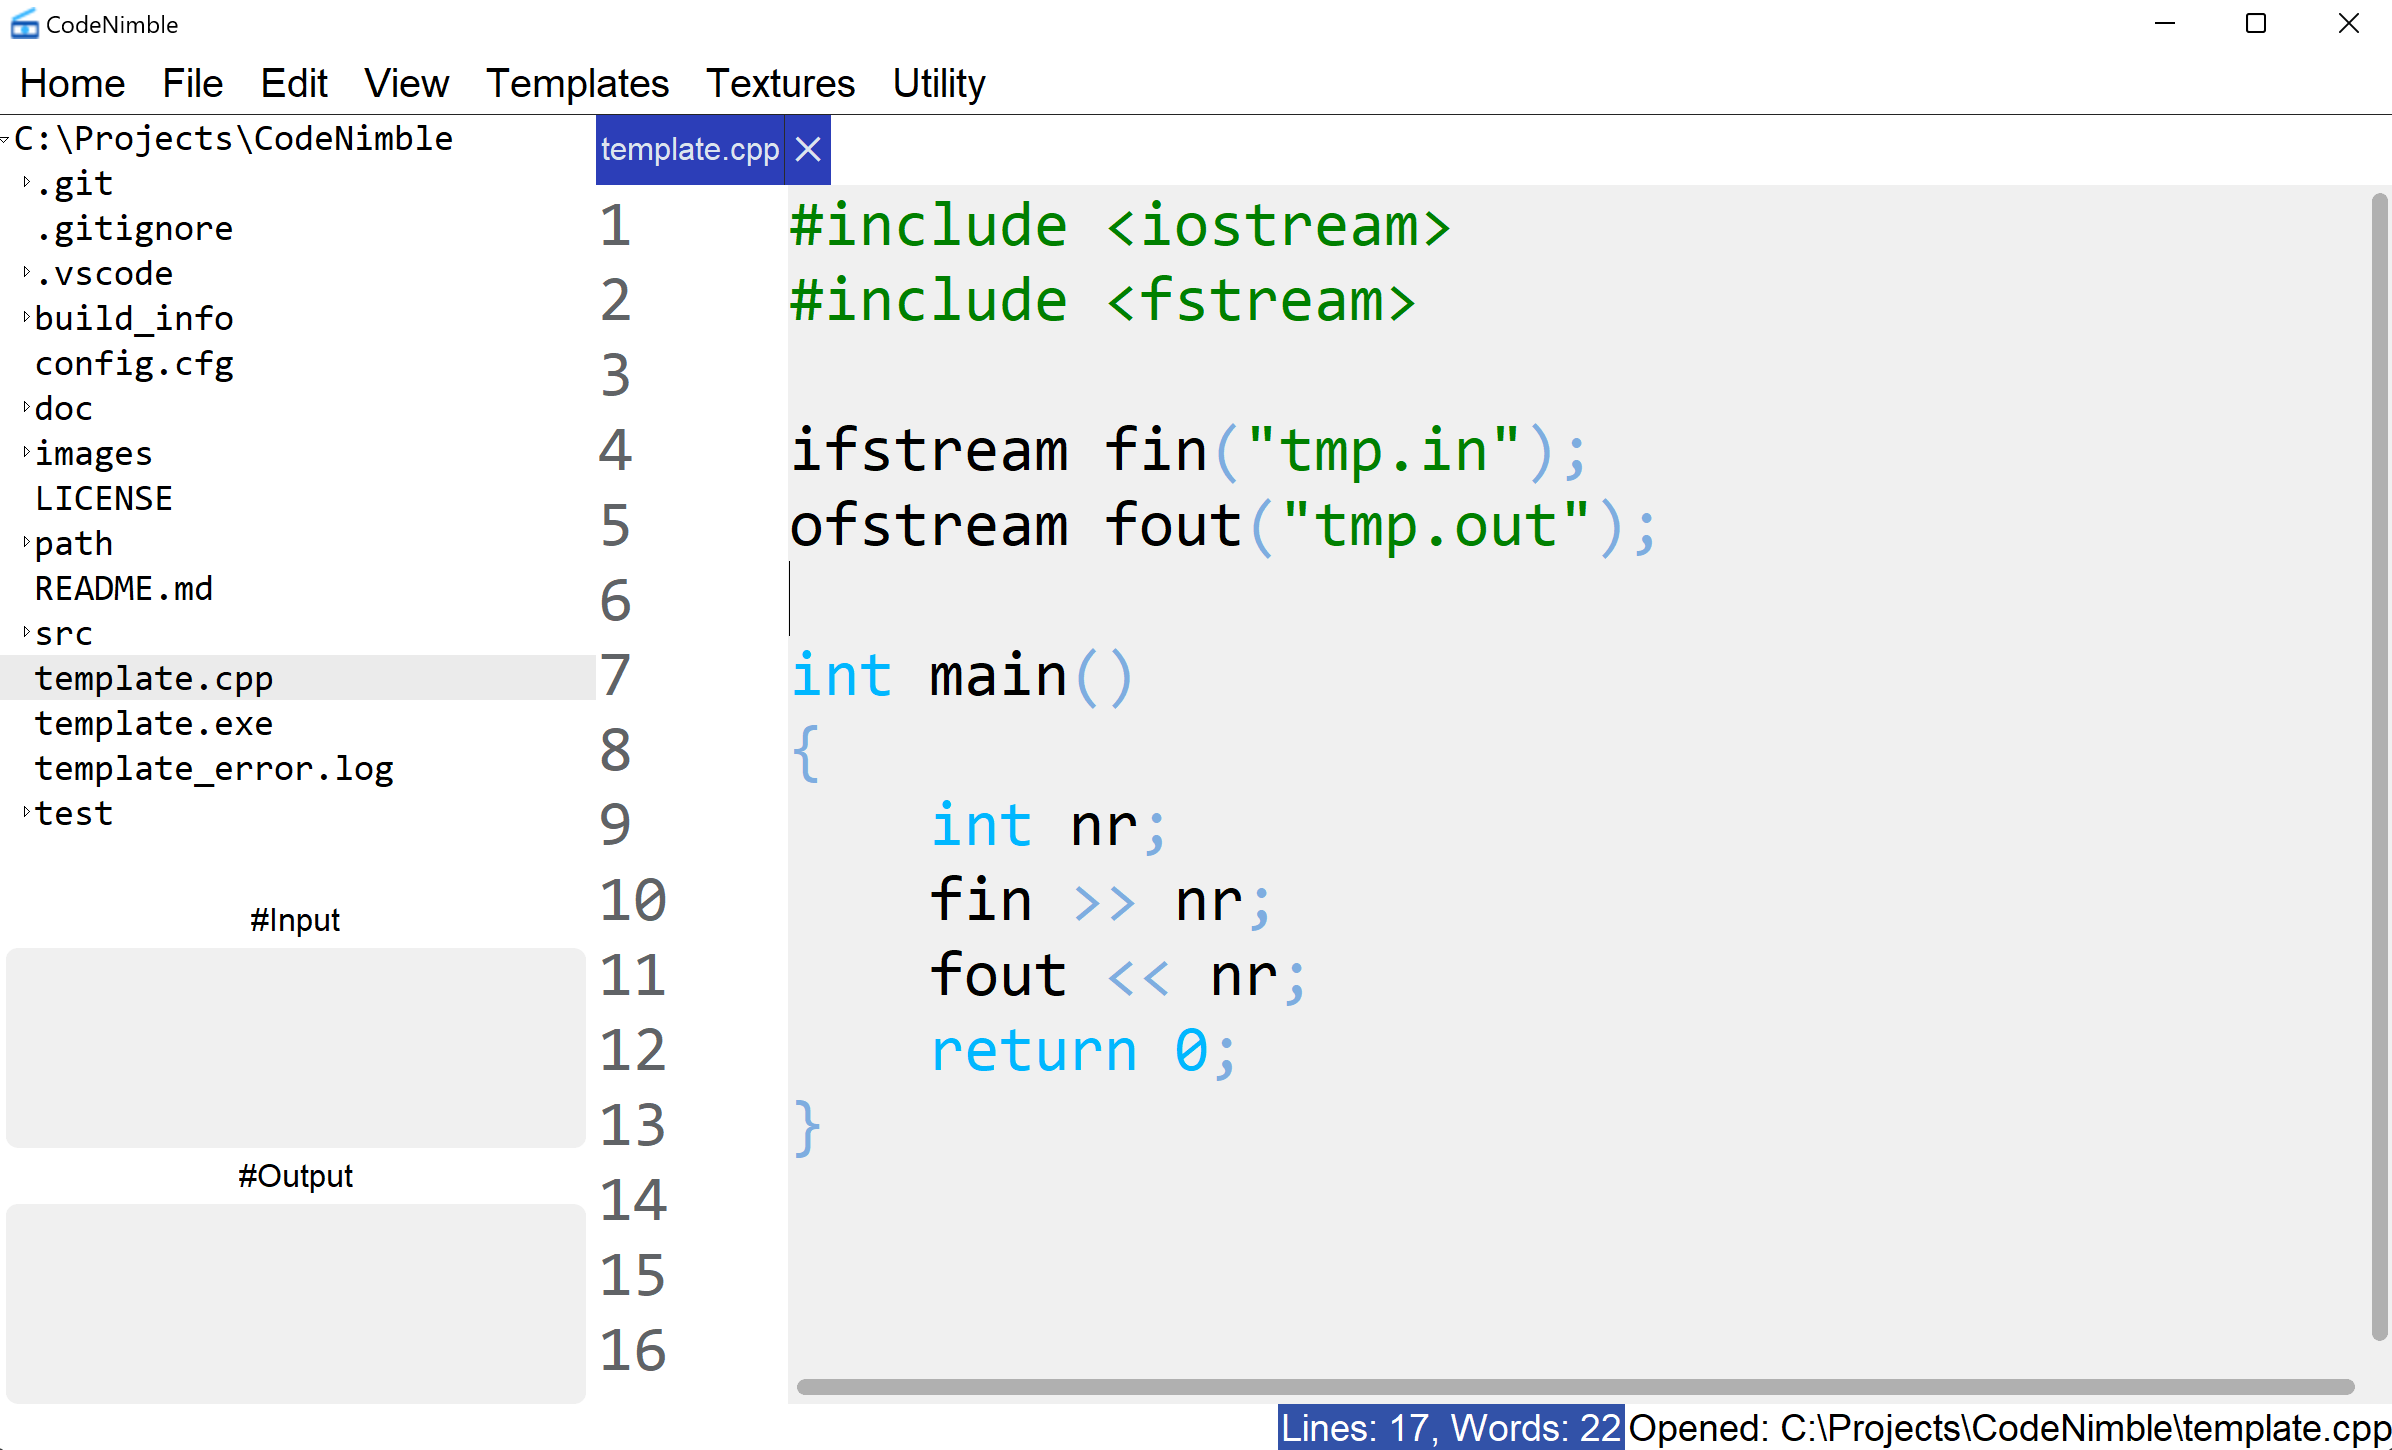 CodeNimble
Home File Edit View Templates Textures Utility
C:\Projects\CodeNimble
.git
.gitignore
.vscode
build_info
config.cfg
doc
images
LICENSE
path
README.md
src
template.cpp
template.exe
template_error.log
test
#Input
#Output
template.cpp
1 #include <iostream>
2 #include <fstream>
3
4 ifstream fin("tmp.in");
5 ofstream fout("tmp.out");
6
7 int main()
8 {
9     int nr;
10     fin >> nr;
11     fout << nr;
12     return 0;
13 }
14
15
16
Lines: 17, Words: 22 Opened: C:\Projects\CodeNimble\template.cpp